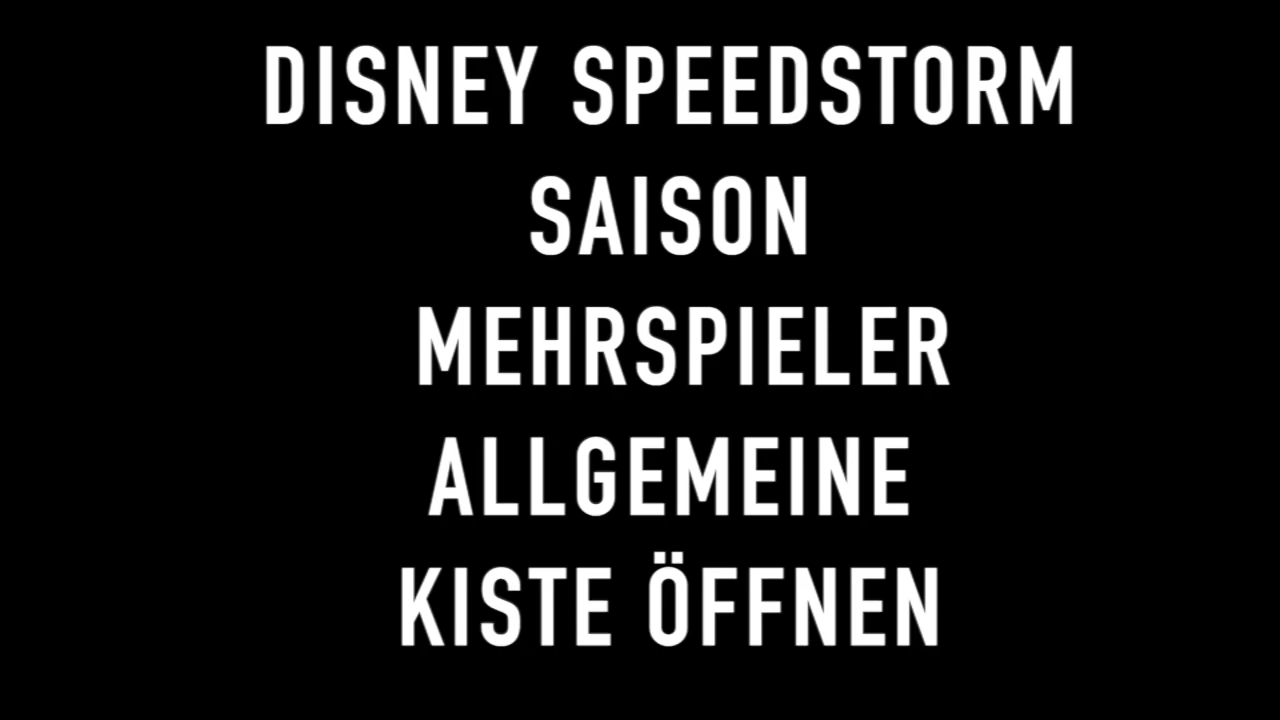 DISNEY SPEEDSTORM
SAISON
MEHRSPIELER
ALLGEMEINE
KISTE ÖFFNEN